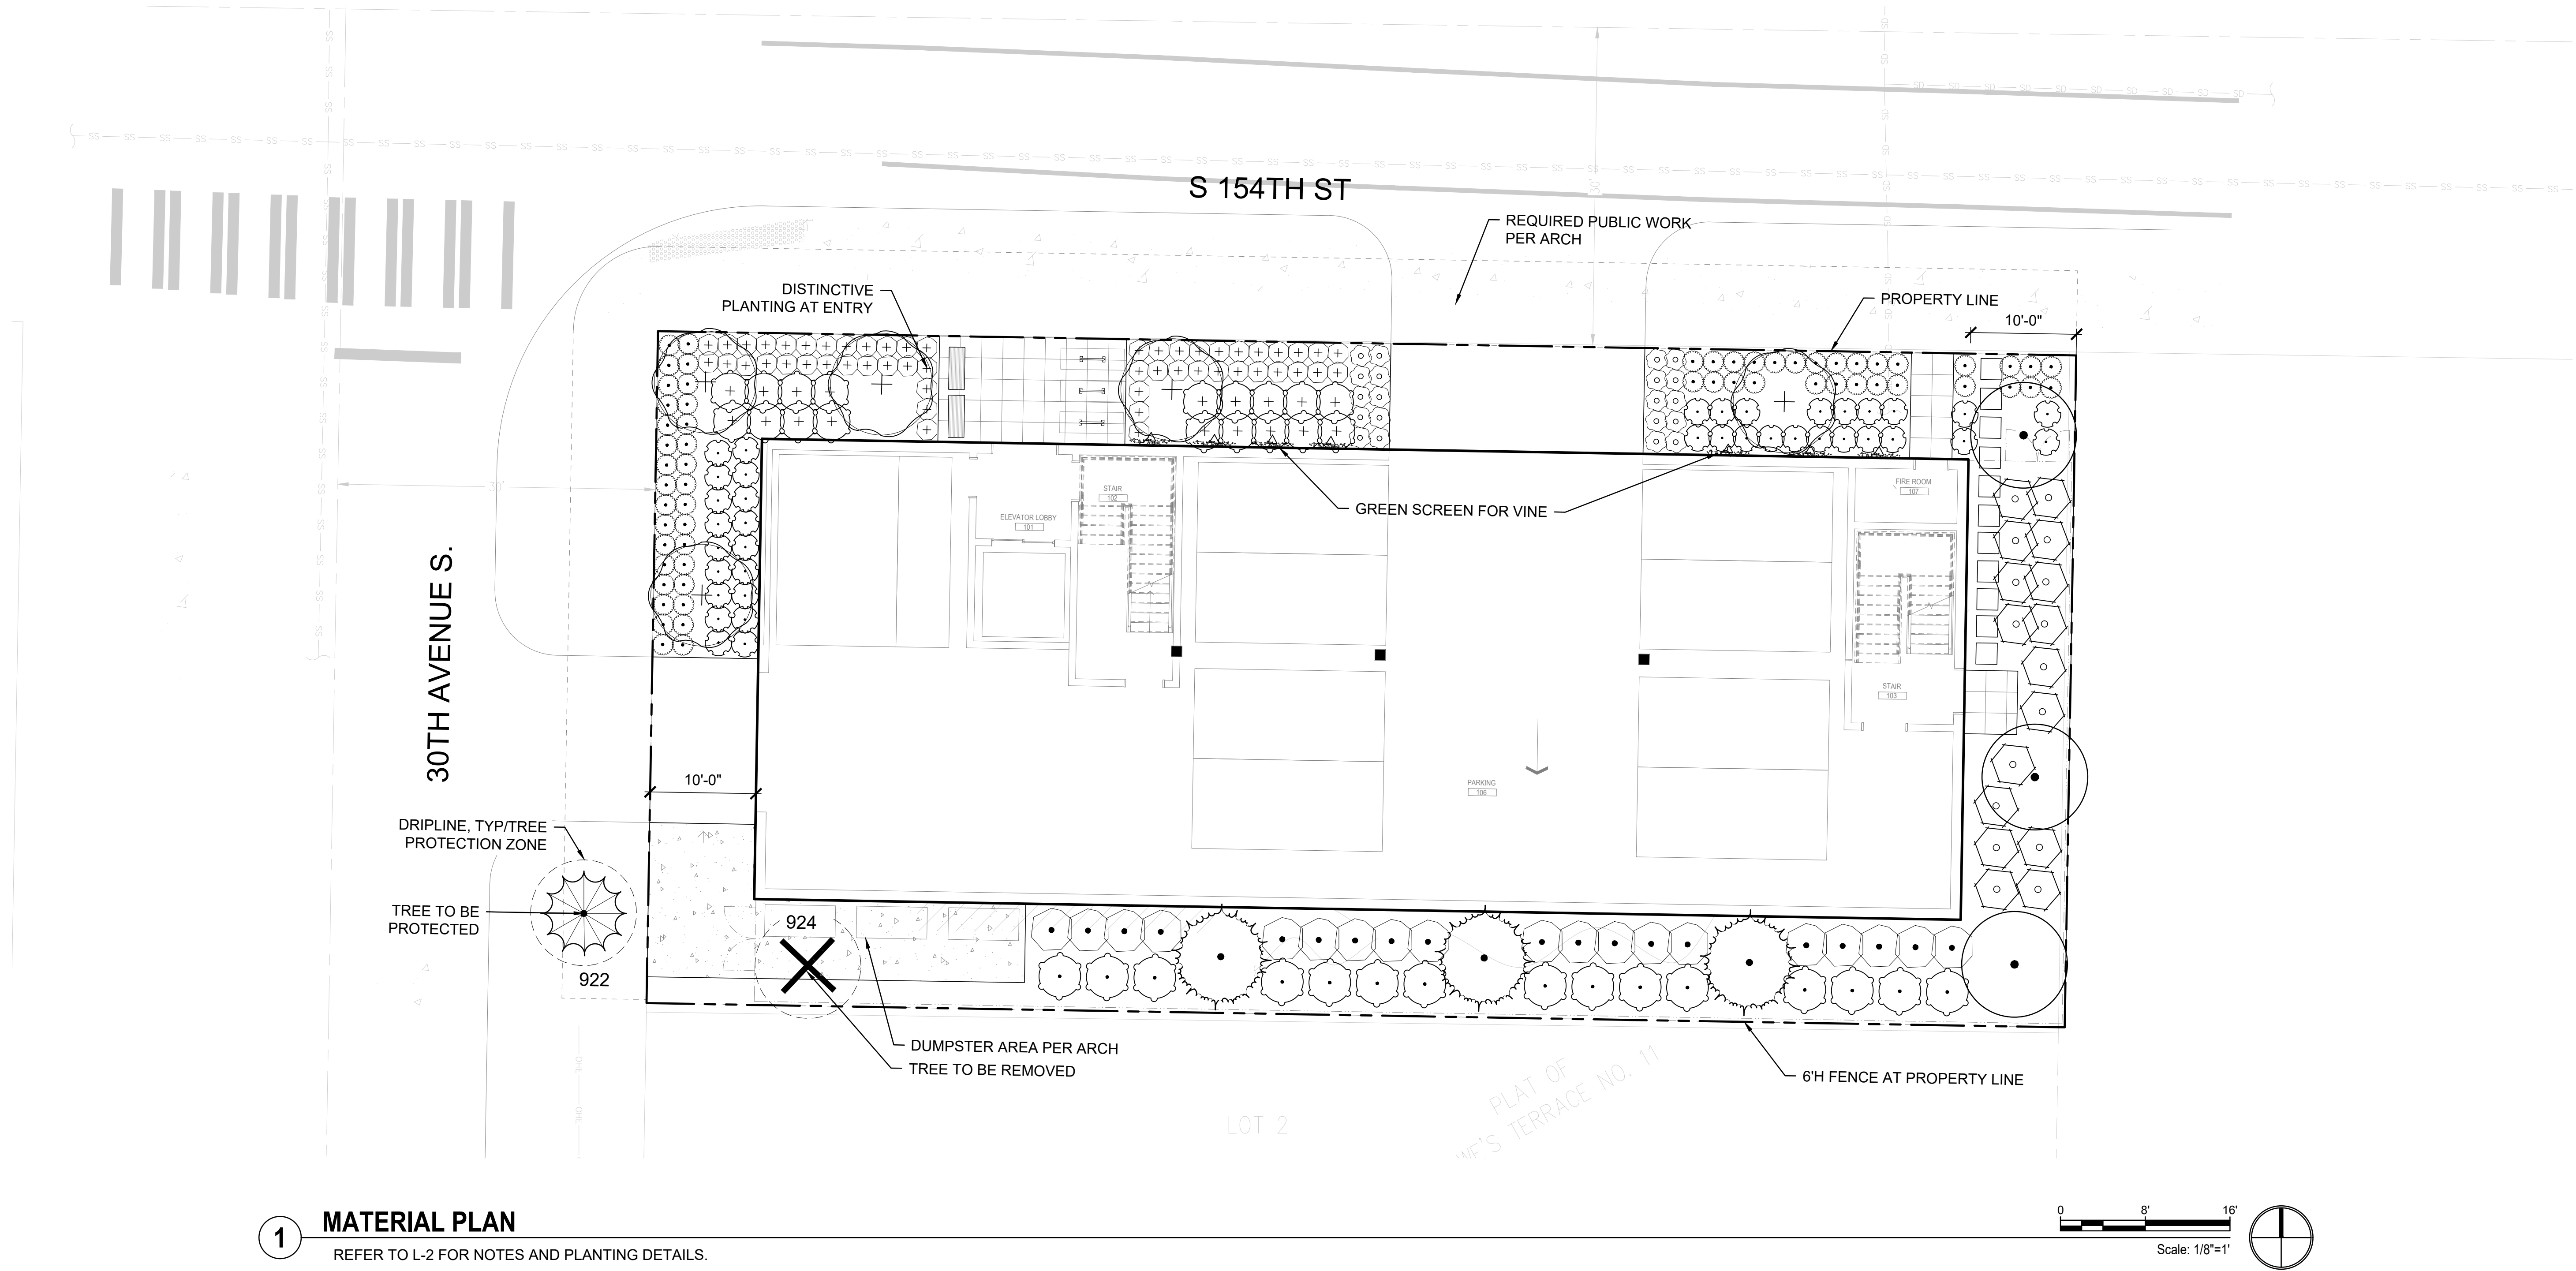 S 154TH ST
REQUIRED PUBLIC WORK
PER ARCH
30'
DISTINCTIVE
PLANTING AT ENTRY
PROPERTY LINE
10'-0"
30'
STAIR
102
ELEVATOR LOBBY
101
GREEN SCREEN FOR VINE
FIRE ROOM
107
30TH AVENUE S.
STAIR
103
10'-0"
PARKING
106
DRIPLINE, TYP/TREE
PROTECTION ZONE
TREE TO BE
PROTECTED
922
924
DUMPSTER AREA PER ARCH
TREE TO BE REMOVED
6'H FENCE AT PROPERTY LINE
PLAT OF
TERRACE NO. 11
LOT 2
1
MATERIAL PLAN
REFER TO L-2 FOR NOTES AND PLANTING DETAILS.
0 8' 16'
Scale: 1/8"=1'